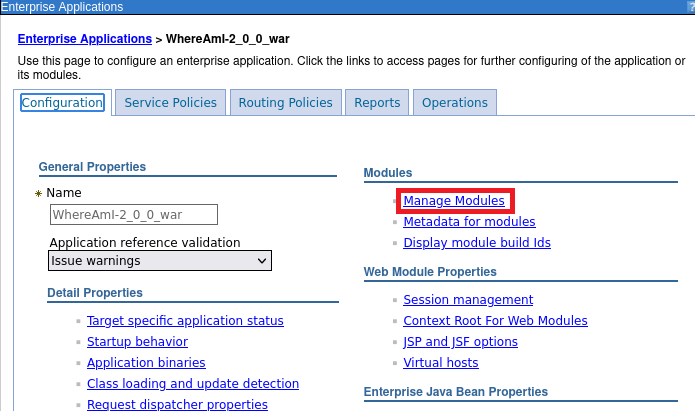 Enterprise Applications
?
Enterprise Applications > WhereAmI-2_0_0_war
Use this page to configure an enterprise application. Click the links to access pages for further configuring of the application or
its modules.
Configuration
Service Policies
Routing Policies
Reports
Operations
General Properties
* Name
WhereAmI-2_0_0_war
Application reference validation
Issue warnings
Detail Properties
Target specific application status
Startup behavior
Application binaries
Class loading and update detection
Request dispatcher properties
Modules
Manage Modules
Metadata for modules
Display module build Ids
Web Module Properties
Session management
Context Root For Web Modules
JSP and JSF options
Virtual hosts
Enterprise Java Bean Properties